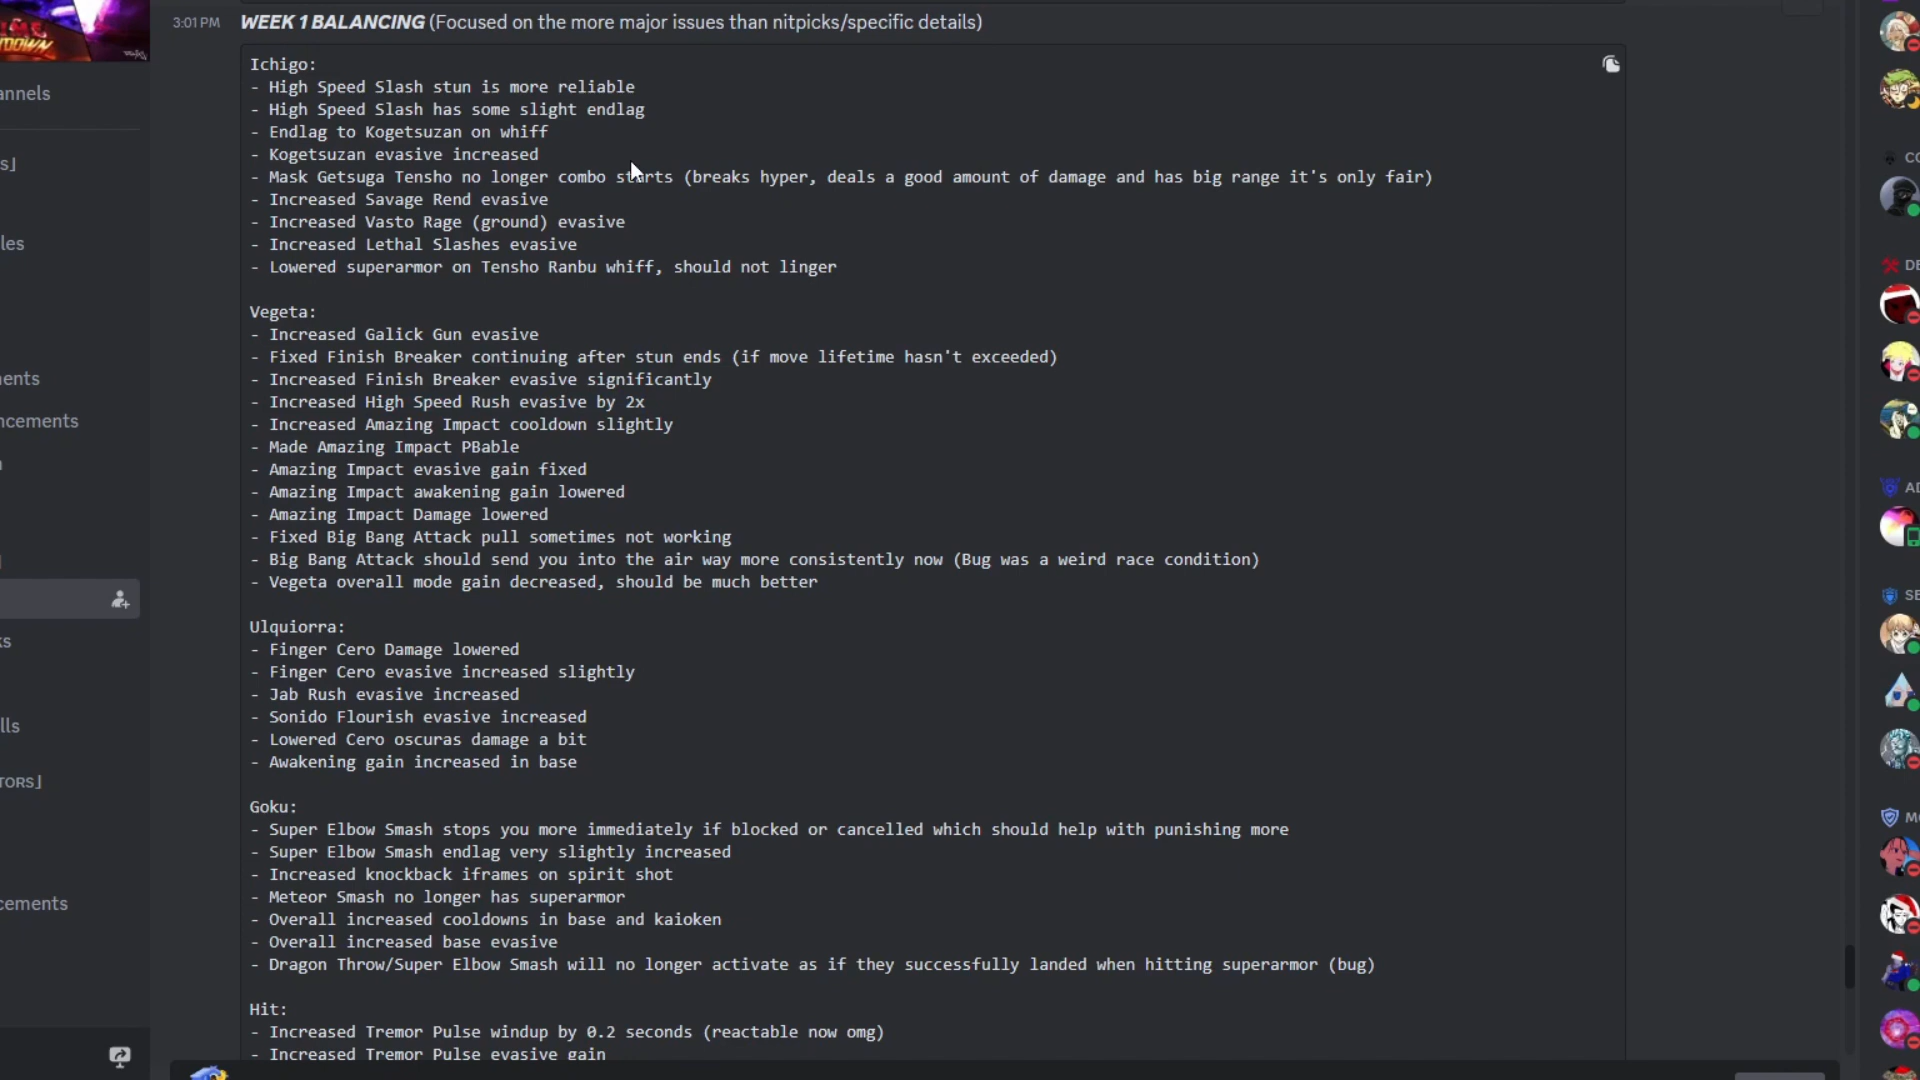 3:01 PM WEEK 1 BALANCING (Focused on the more major issues than nitpicks/specific details)
Ichigo:
- High Speed Slash stun is more reliable
- High Speed Slash has some slight endlag
- Endlag to Kogetsuzan on whiff
- Kogetsuzan evasive increased
- Mask Getsuga Tensho no longer combo starts (breaks hyper, deals a good amount of damage and has big range it's only fair)
- Increased Savage Rend evasive
- Increased Vasto Rage (ground) evasive
- Increased Lethal Slashes evasive
- Lowered superarmor on Tensho Ranbu whiff, should not linger
Vegeta:
- Increased Galick Gun evasive
- Fixed Finish Breaker continuing after stun ends (if move lifetime hasn't exceeded)
- Increased Finish Breaker evasive significantly
- Increased High Speed Rush evasive by 2x
- Increased Amazing Impact cooldown slightly
- Made Amazing Impact PBable
- Amazing Impact evasive gain fixed
- Amazing Impact awakening gain lowered
- Amazing Impact Damage lowered
- Fixed Big Bang Attack pull sometimes not working
- Big Bang Attack should send you into the air way more consistently now (Bug was a weird race condition)
- Vegeta overall mode gain decreased, should be much better
Ulquiorra:
- Finger Cero Damage lowered
- Finger Cero evasive increased slightly
- Jab Rush evasive increased
- Sonido Flourish evasive increased
- Lowered Cero oscuras damage a bit
- Awakening gain increased in base
Goku:
- Super Elbow Smash stops you more immediately if blocked or cancelled which should help with punishing more
- Super Elbow Smash endlag very slightly increased
- Increased knockback iframes on spirit shot
- Meteor Smash no longer has superarmor
- Overall increased cooldowns in base and kaioken
- Overall increased base evasive
- Dragon Throw/Super Elbow Smash will no longer activate as if they successfully landed when hitting superarmor (bug)
Hit:
- Increased Tremor Pulse windup by 0.2 seconds (reactable now omg)
- Increased Tremor Pulse evasive gain
annels
s]
les
ents
ncements
ks
lls
TORS]
cements
CO
DE
AD
SE
MO